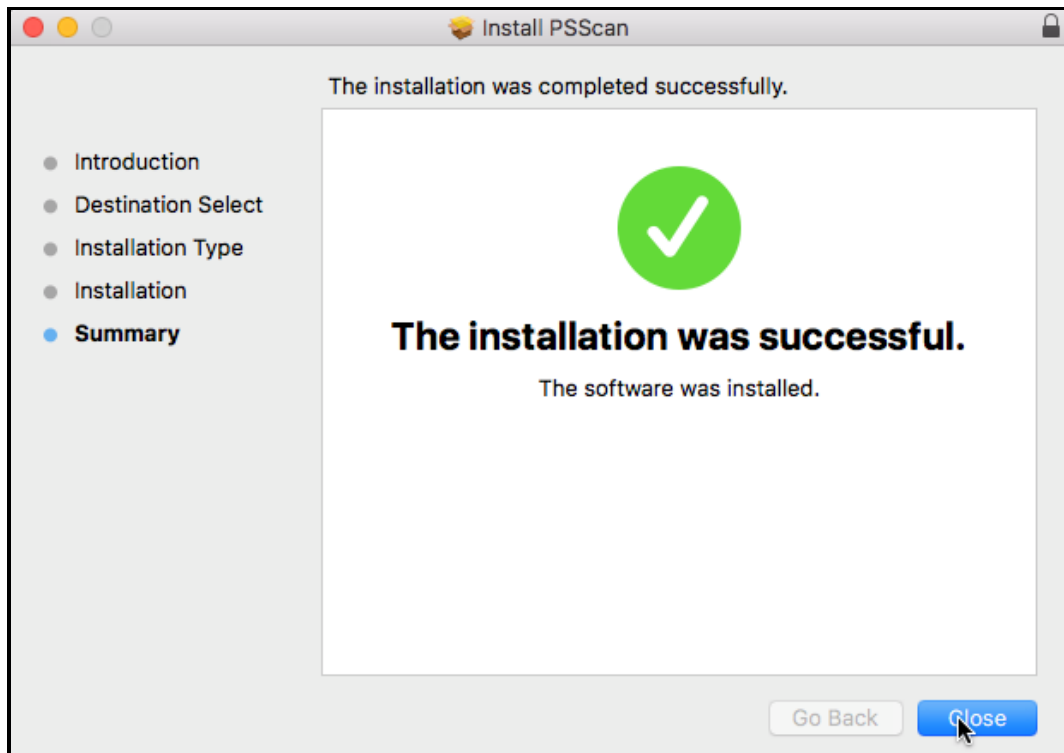 Install PSScan
The installation was completed successfully.
Introduction
Destination Select
Installation Type
Installation
Summary
The installation was successful.
The software was installed.
Go Back
Close